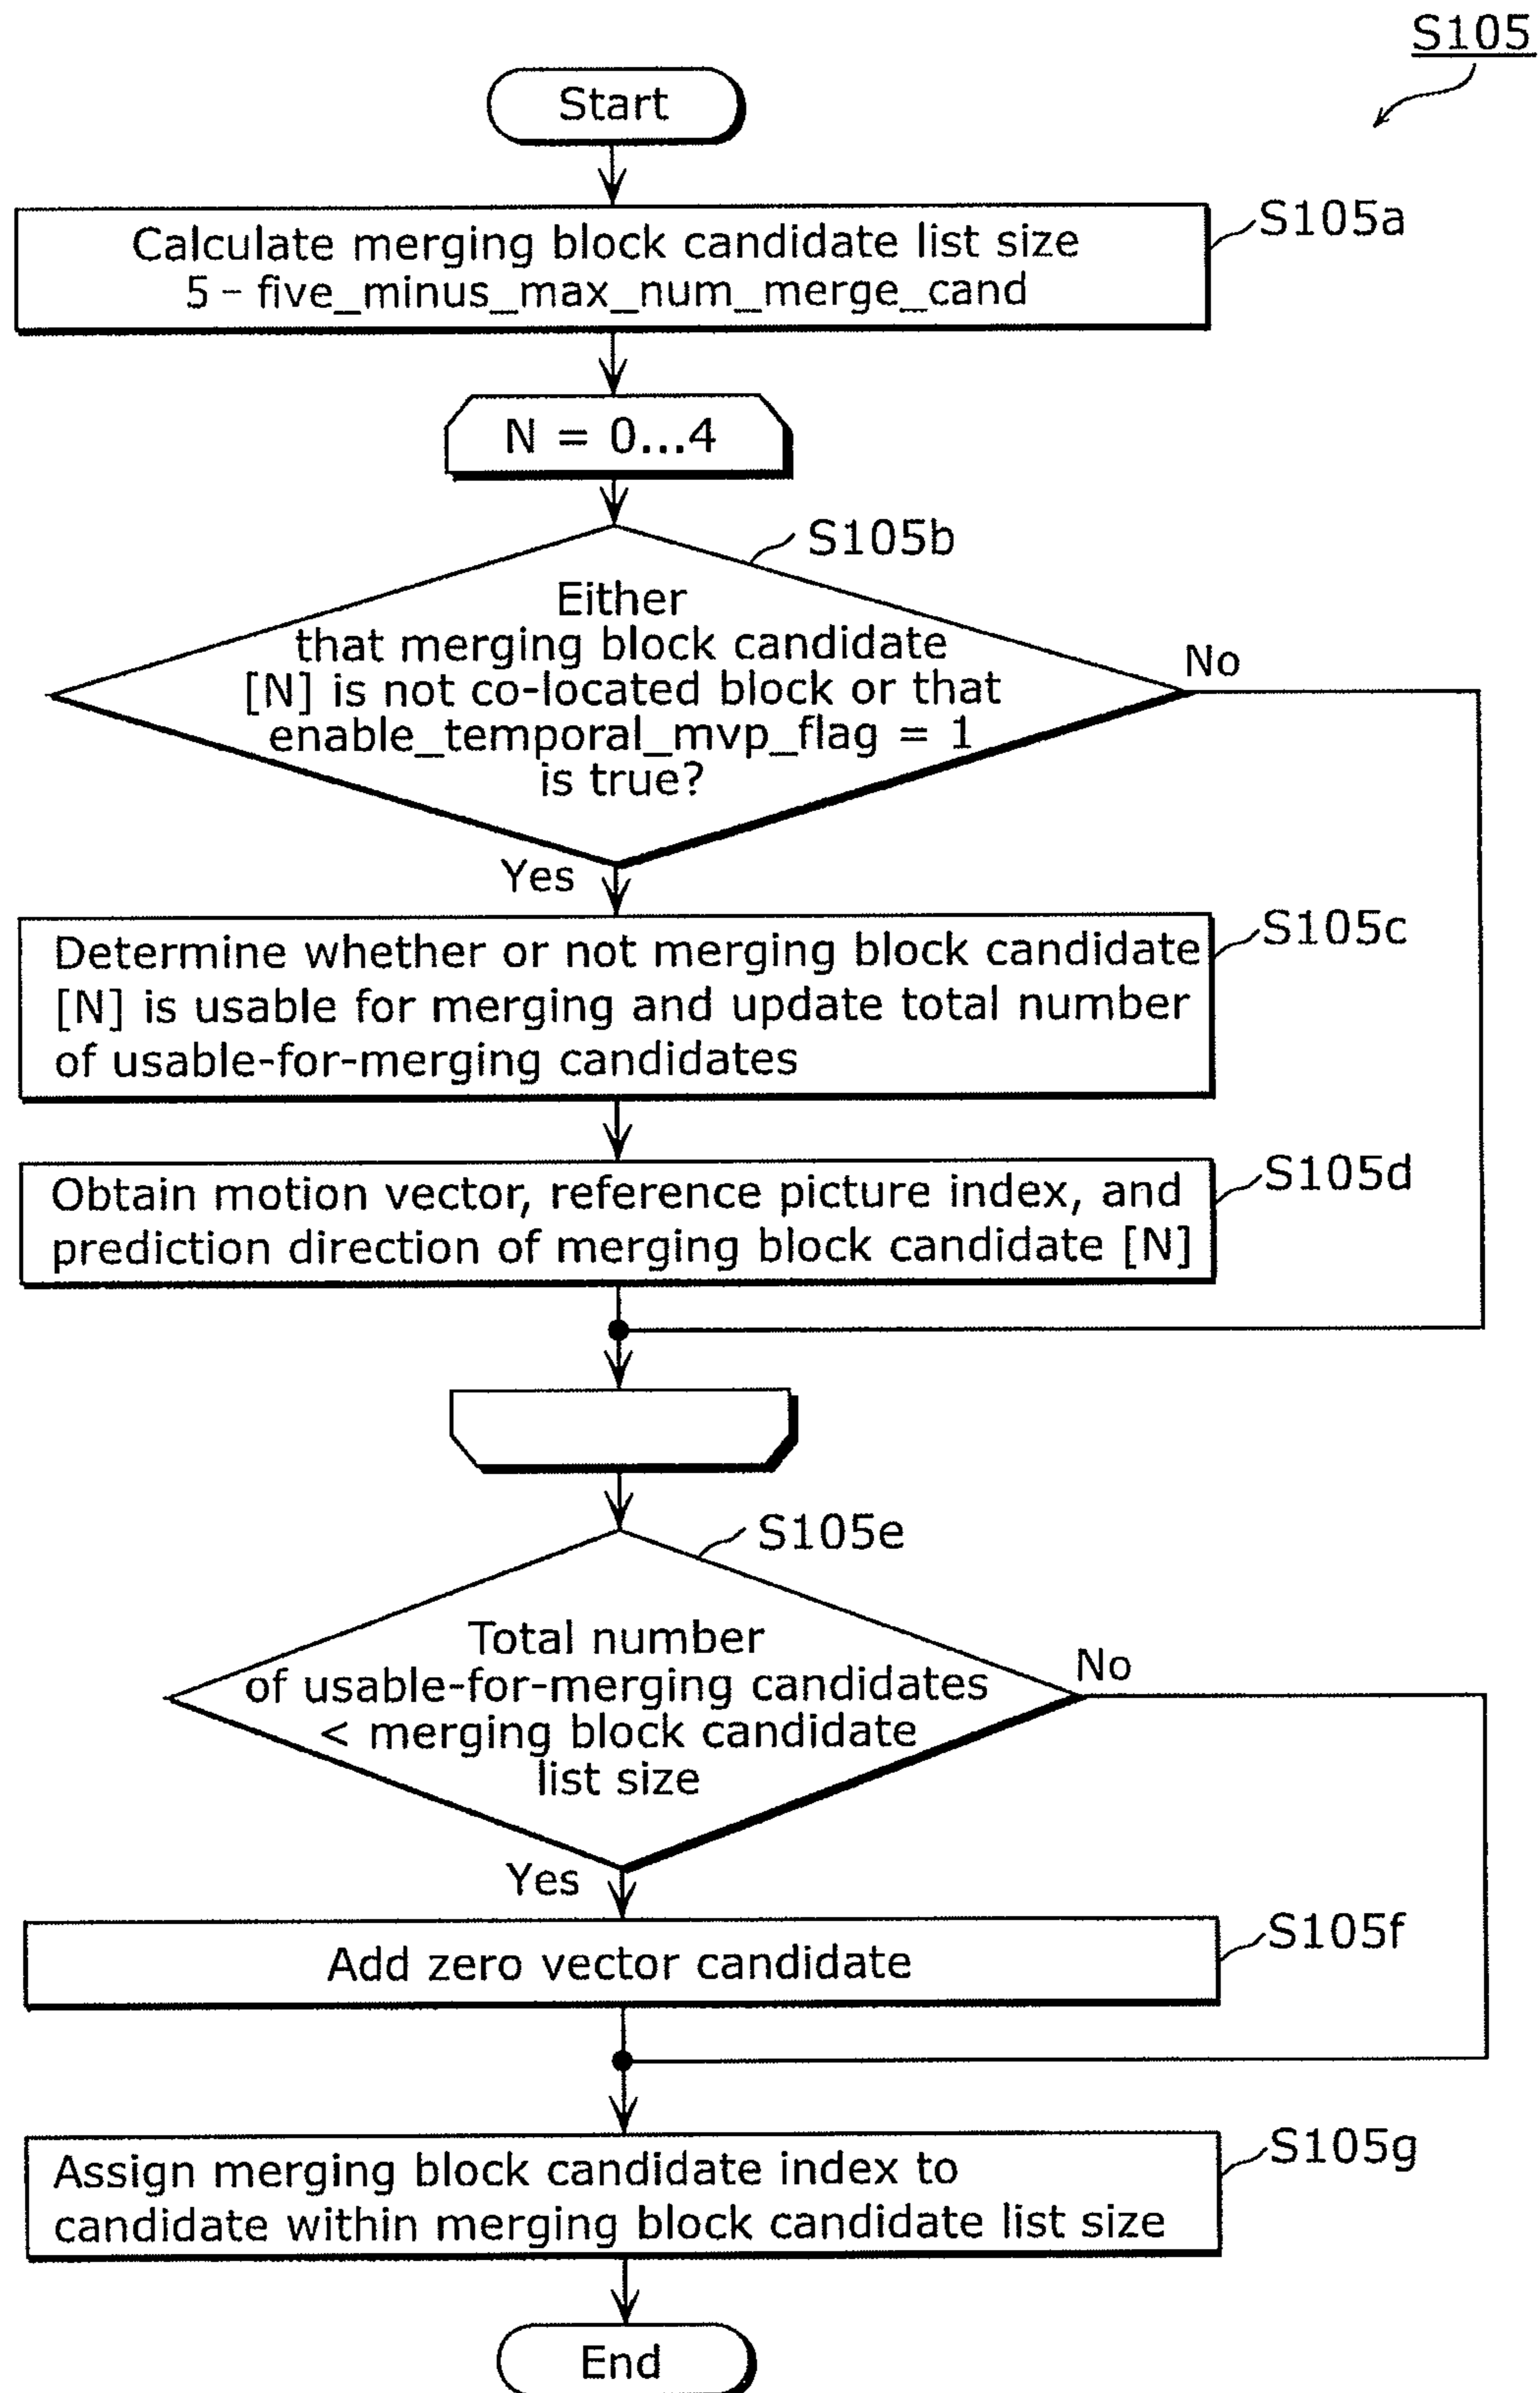 S105
Start
S105a
Calculate merging block candidate list size
5 – five_minus_max_num_merge_cand
N = 0...4
S105b
Either
that merging block candidate
[N] is not co-located block or that
enable_temporal_mvp_flag = 1
is true?
No
Yes
S105c
Determine whether or not merging block candidate
[N] is usable for merging and update total number
of usable-for-merging candidates
S105d
Obtain motion vector, reference picture index, and
prediction direction of merging block candidate [N]
S105e
Total number
of usable-for-merging candidates
< merging block candidate
list size
No
Yes
S105f
Add zero vector candidate
S105g
Assign merging block candidate index to
candidate within merging block candidate list size
End